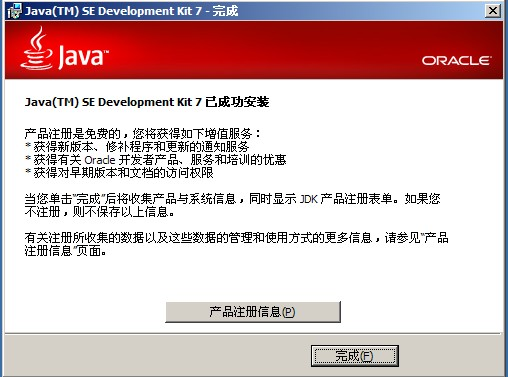 Java(TM) SE Development Kit 7 - 完成
Java™
ORACLE®
Java(TM) SE Development Kit 7 已成功安装
产品注册是免费的，您将获得如下增值服务：
* 获得新版本、修补程序和更新的通知服务
* 获得有关 Oracle 开发者产品、服务和培训的优惠
* 获得对早期版本和文档的访问权限
当您单击“完成”后将收集产品与系统信息，同时显示 JDK 产品注册表单。如果您
不注册，则不保存以上信息。
有关注册所收集的数据以及这些数据的管理和使用方式的更多信息，请参见“产品
注册信息”页面。
产品注册信息(P)
完成(F)